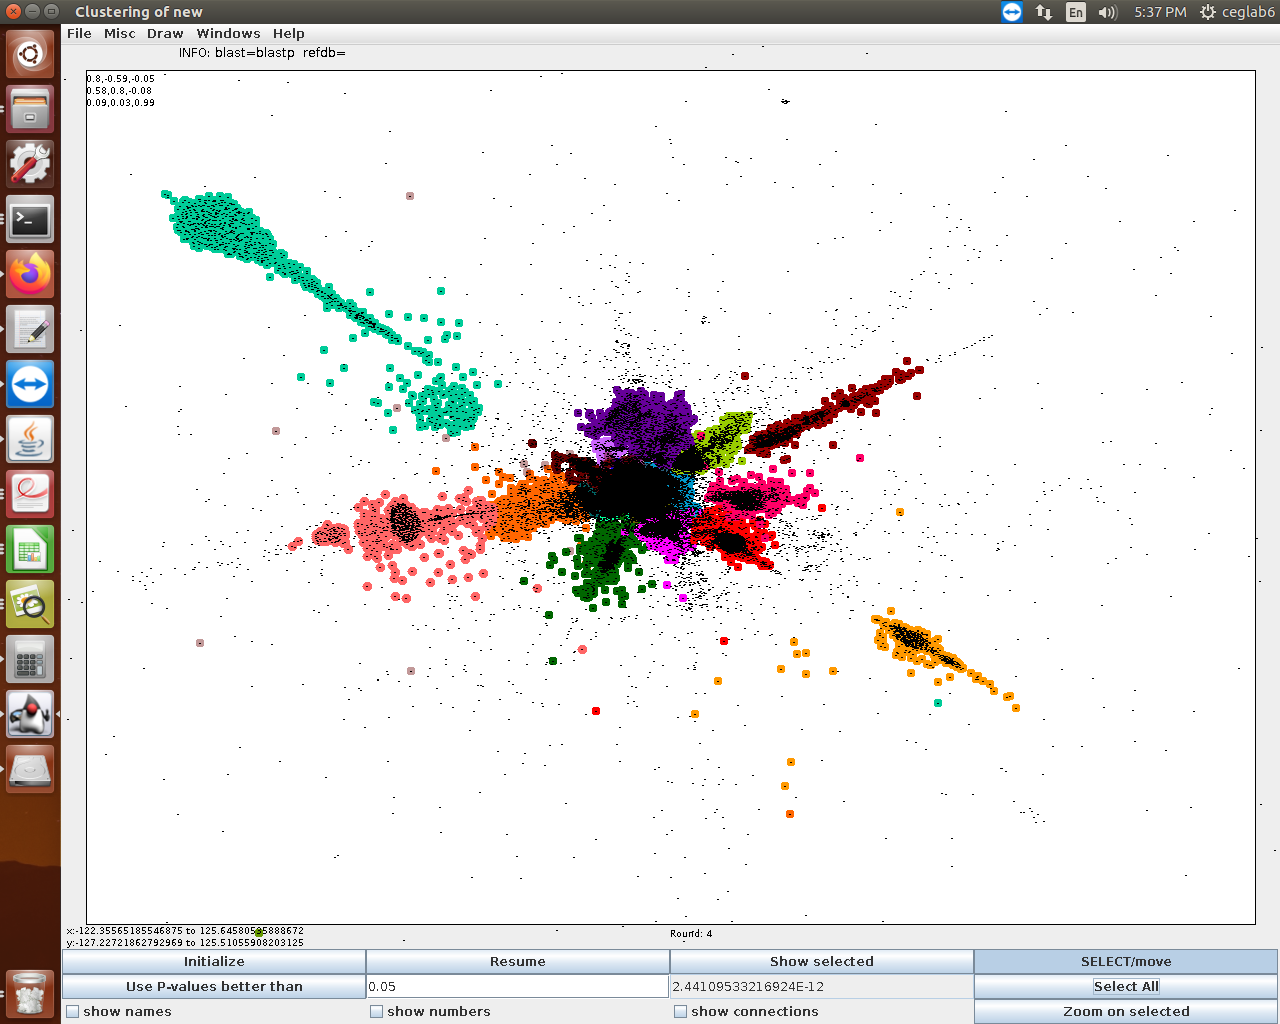 Clustering of new
En
5:37 PM
ceglab6
File Misc Draw Windows Help
INFO: blast=blastp refdb=
0.8,-0.59,-0.05
0.58,0.8,-0.08
0.09,0.03,0.99
x:-122.35565185546875 to
y:-127.22721862792969 to 125.51055908203125
Round: 4
Initialize
Resume
Show selected
SELECT/move
Use P-values better than
0.05
2.44109533216924E-12
Select All
show names
show numbers
show connections
Zoom on selected